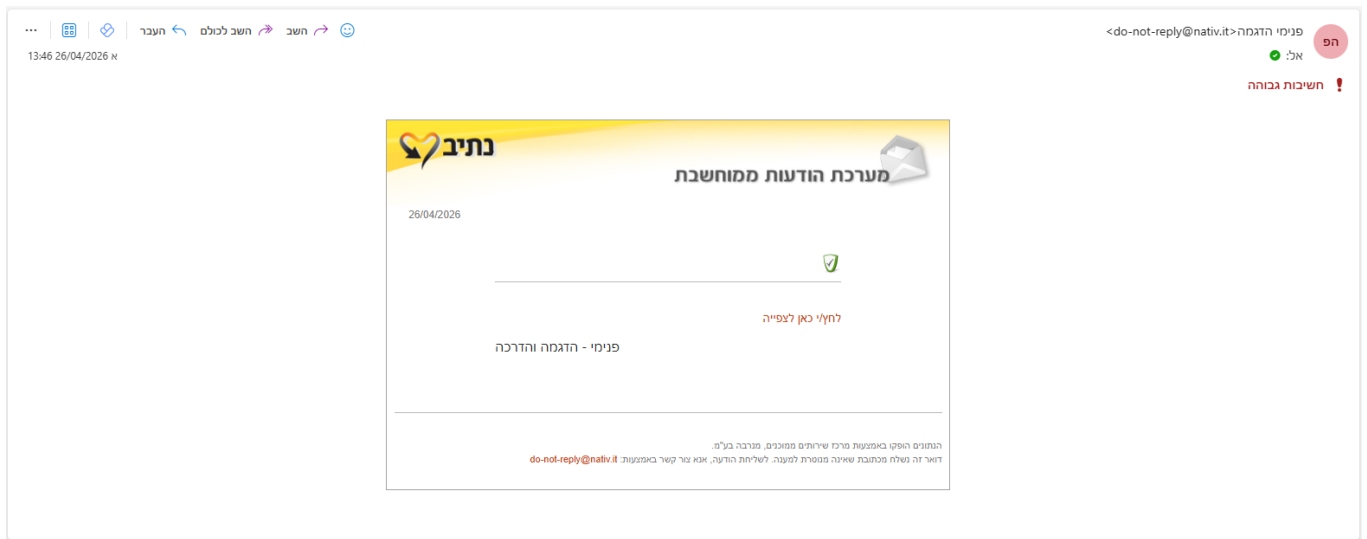 פנימי הדגמה<do-not-reply@nativ.it>
הפ
אל:
השב
השב לכולם
העבר
א 26/04/2026 13:46
חשיבות גבוהה
נתיב
מערכת הודעות ממוחשבת
26/04/2026
לחץ/י כאן לצפייה
פנימי - הדגמה והדרכה
הנתונים הופקו באמצעות מרכז שירותים ממוכנים, מנרבה בע"מ.
דואר זה נשלח מכתובת שאינה מנוטרת למענה. לשליחת הודעה, אנא צור קשר באמצעות: do-not-reply@nativ.it